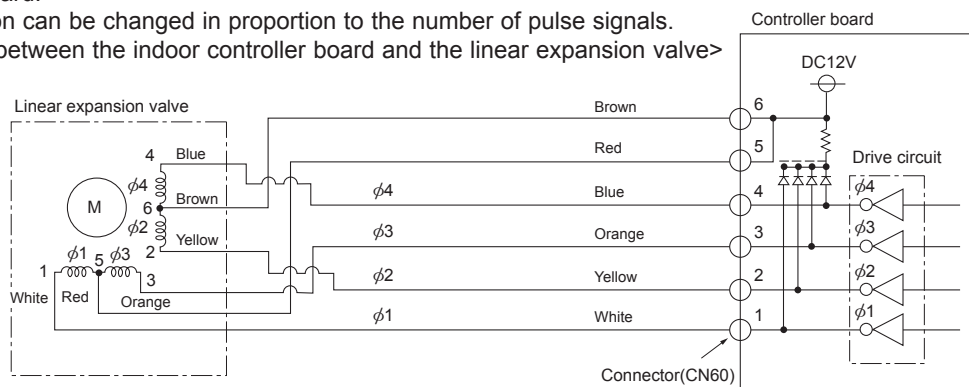 on can be changed in proportion to the number of pulse signals.
between the indoor controller board and the linear expansion valve>
Controller board
DC12V
Linear expansion valve
Brown
6
Red
5
Drive circuit
4
Blue
ϕ4
Brown
6
M
ϕ2
Yellow
2
ϕ1
5
ϕ3
1
3
White
Red
Orange
ϕ4
Blue
4
ϕ4
ϕ3
Orange
3
ϕ3
ϕ2
Yellow
2
ϕ2
ϕ1
White
1
ϕ1
Connector(CN60)